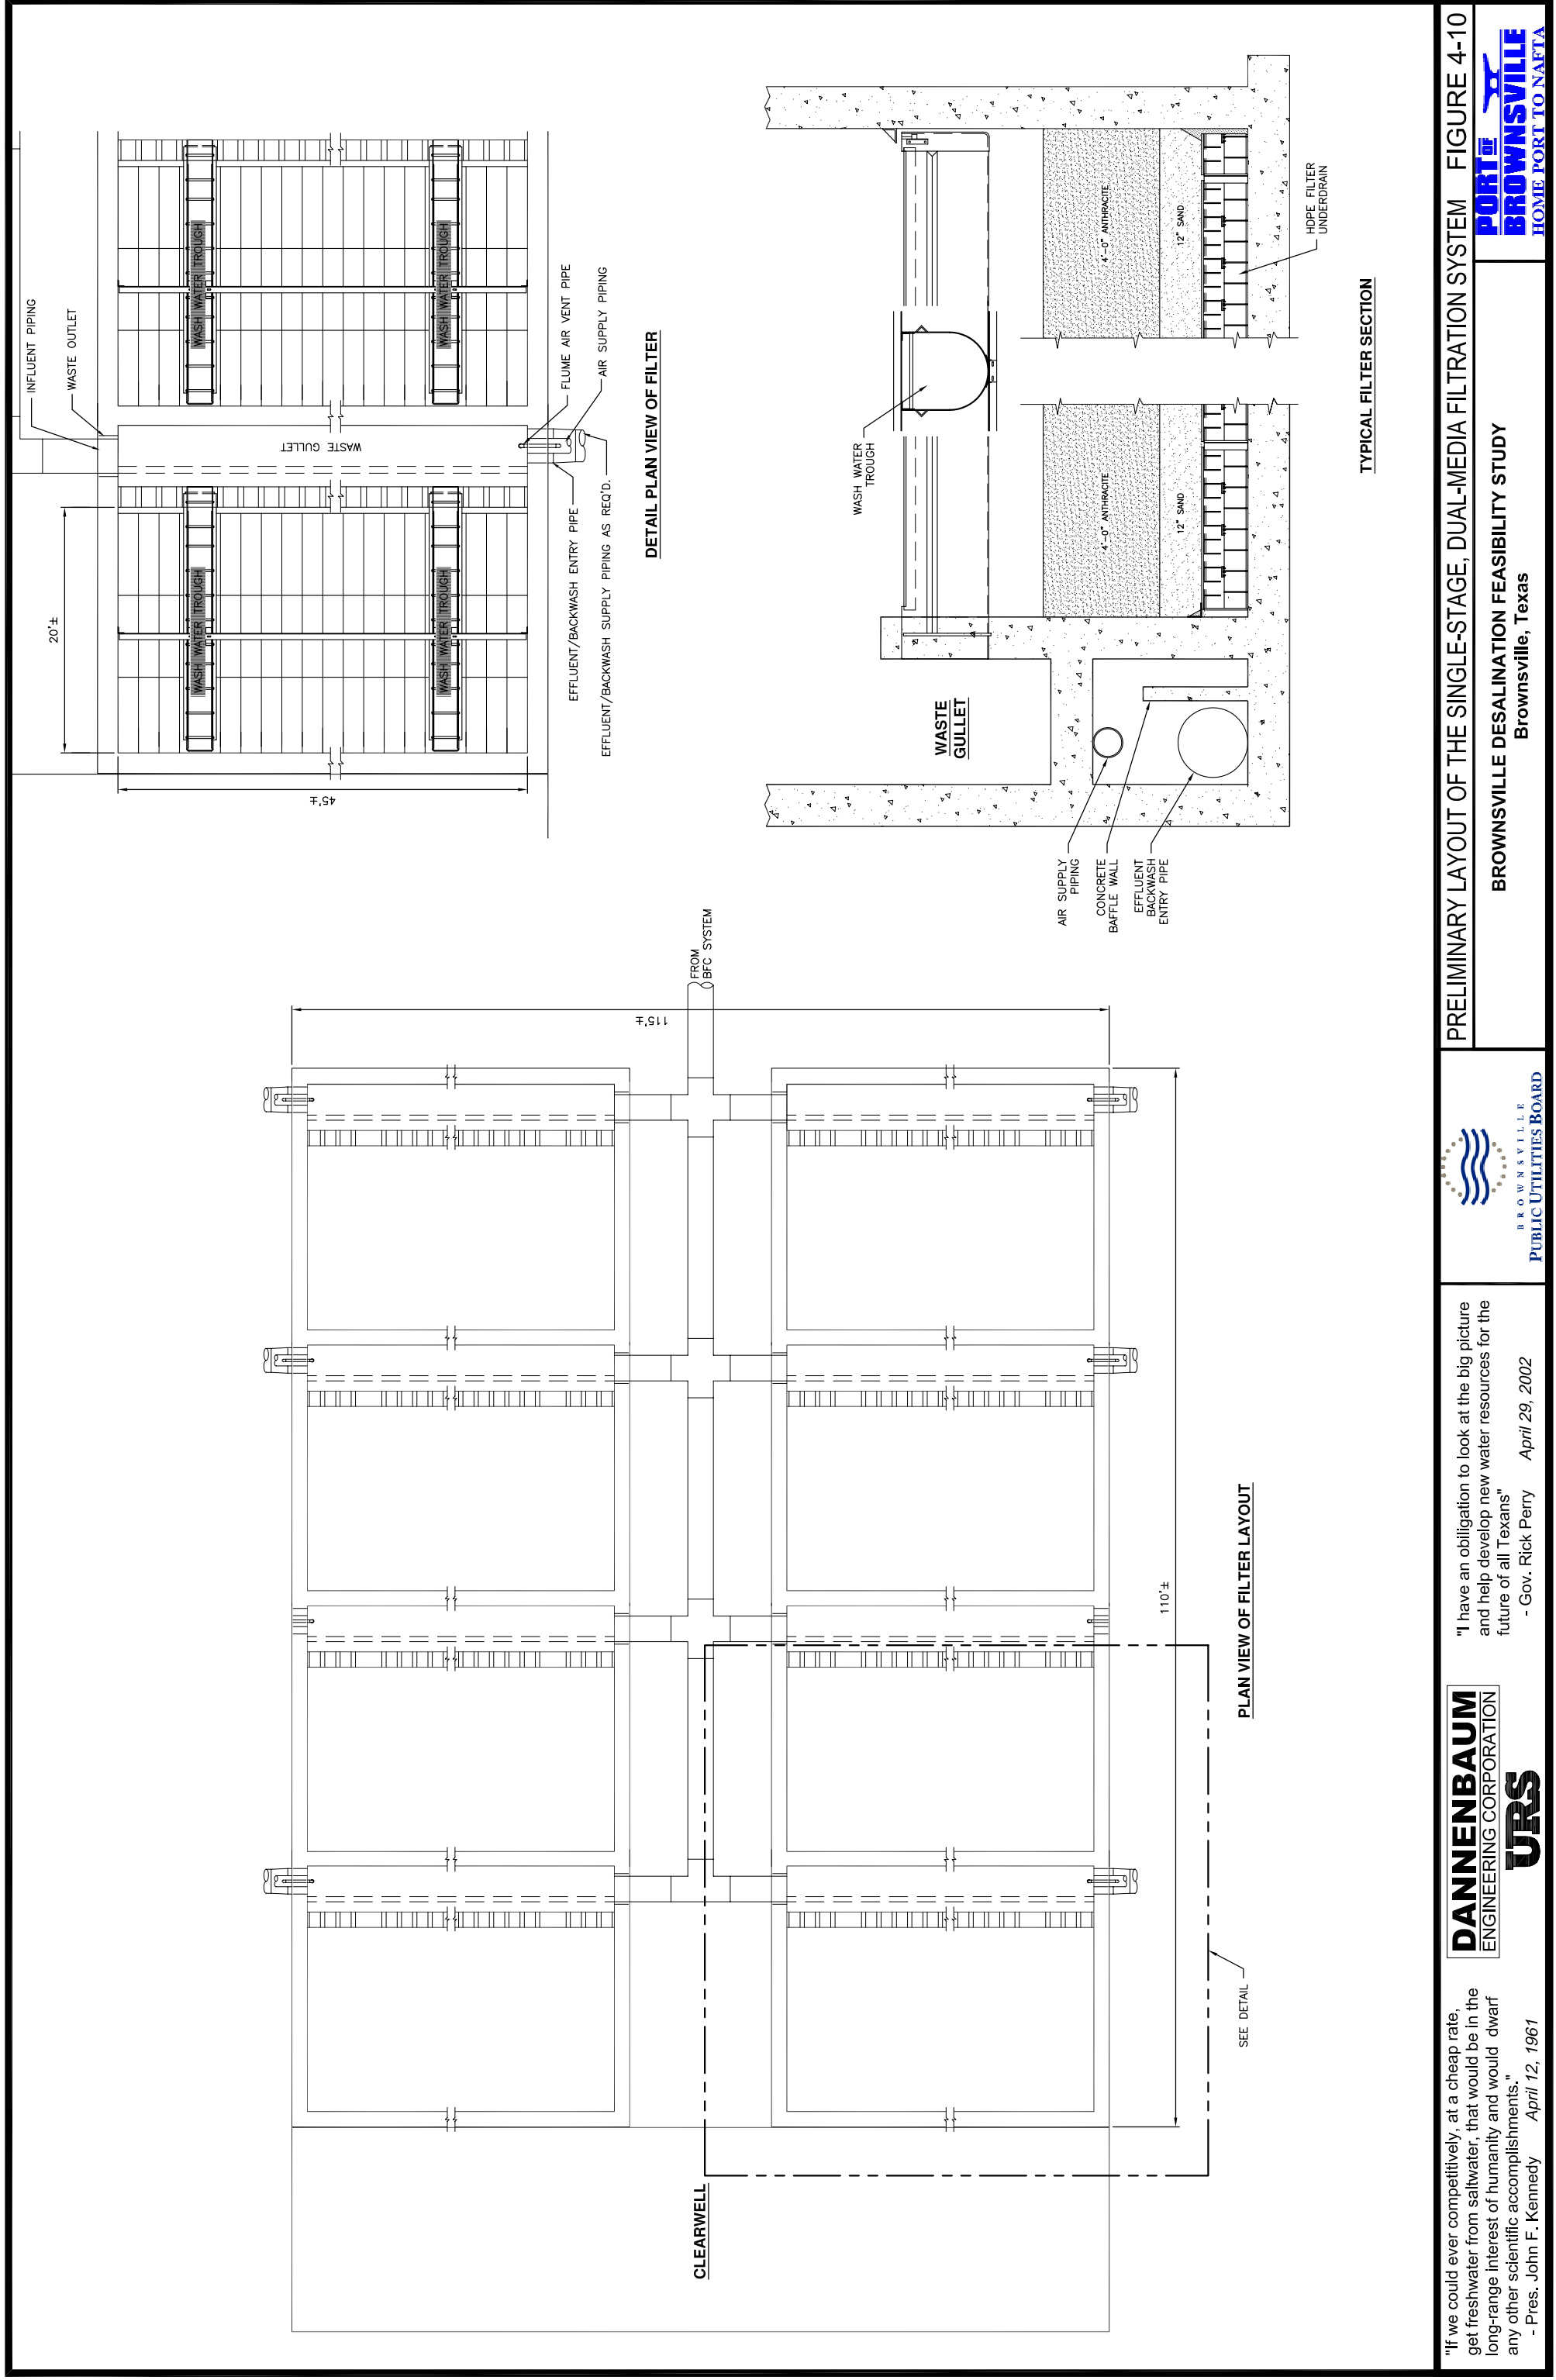 INFLUENT PIPING
WASTE OUTLET
WASH WATER TROUGH
WASH WATER TROUGH
WASH WATER TROUGH
WASH WATER TROUGH
WASTE GULLET
20'±
45'±
FLUME AIR VENT PIPE
AIR SUPPLY PIPING
EFFLUENT/BACKWASH ENTRY PIPE
EFFLUENT/BACKWASH SUPPLY PIPING AS REQ'D.
DETAIL PLAN VIEW OF FILTER
WASH WATER
TROUGH
4'-0" ANTHRACITE
4'-0" ANTHRACITE
12" SAND
12" SAND
HDPE FILTER
UNDERDRAIN
WASTE
GULLET
AIR SUPPLY
PIPING
CONCRETE
BAFFLE WALL
EFFLUENT
BACKWASH
ENTRY PIPE
TYPICAL FILTER SECTION
FROM
BFC SYSTEM
115'±
110'±
CLEARWELL
SEE DETAIL
PLAN VIEW OF FILTER LAYOUT
"If we could ever competitively, at a cheap rate,
get freshwater from saltwater, that would be in the
long-range interest of humanity and would dwarf
any other scientific accomplishments."
- Pres. John F. Kennedy April 12, 1961
DANNENBAUM
ENGINEERING CORPORATION
URS
"I have an obiligation to look at the big picture
and help develop new water resources for the
future of all Texans"
- Gov. Rick Perry April 29, 2002
BROWNSVILLE
PUBLIC UTILITIES BOARD
PRELIMINARY LAYOUT OF THE SINGLE-STAGE, DUAL-MEDIA FILTRATION SYSTEM FIGURE 4-10
BROWNSVILLE DESALINATION FEASIBILITY STUDY
Brownsville, Texas
PORT OF
BROWNSVILLE
HOME PORT TO NAFTA